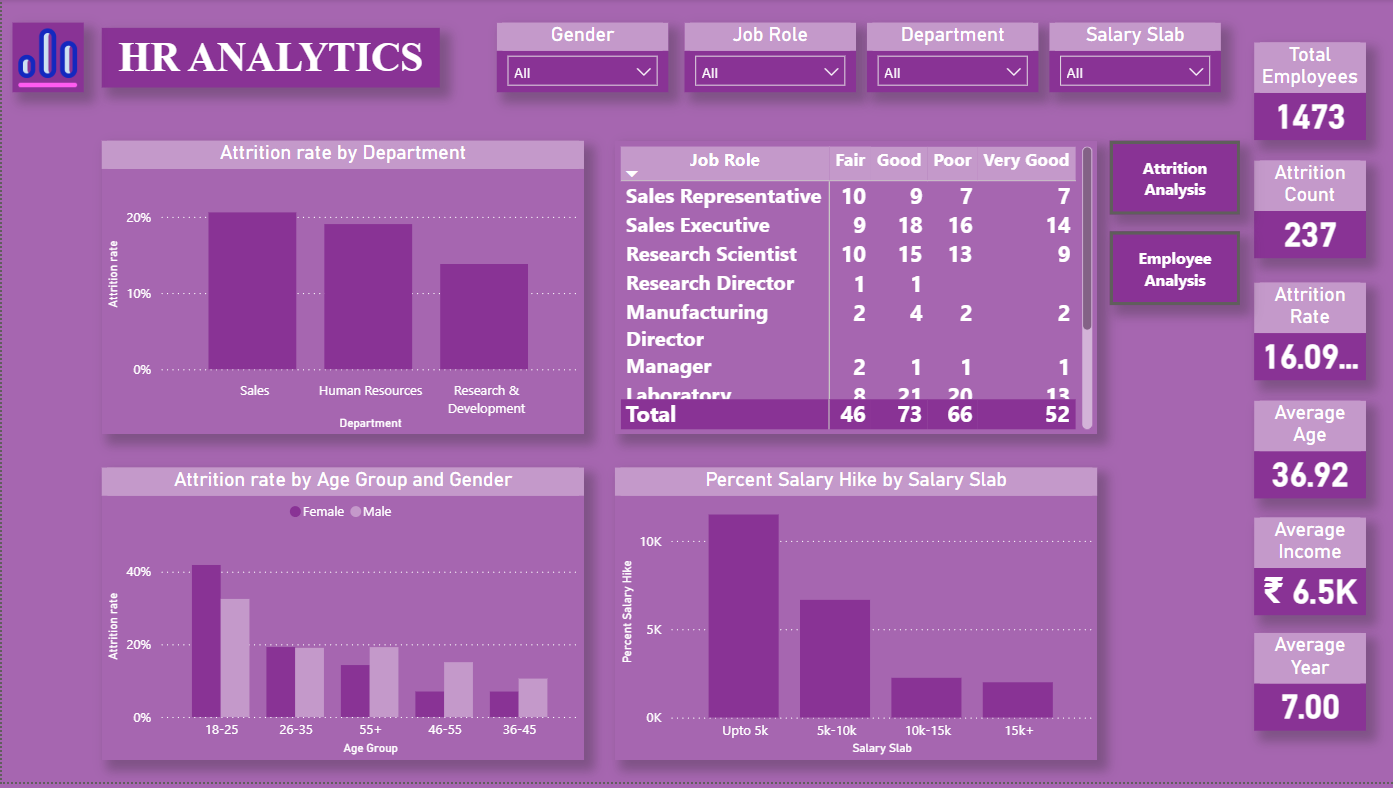 HR ANALYTICS
Gender
All
Job Role
All
Department
All
Salary Slab
All
Total
Employees
1473
Attrition
Count
237
Attrition
Rate
16.09...
Average
Age
36.92
Average
Income
₹ 6.5K
Average
Year
7.00
Attrition Analysis
Employee Analysis
Attrition rate by Department
Attrition rate
20%
10%
0%
Sales
Human Resources
Research &
Development
Department
Job Role Fair Good Poor Very Good
Sales Representative 10 9 7 7
Sales Executive 9 18 16 14
Research Scientist 10 15 13 9
Research Director 1 1
Manufacturing 2 4 2 2
Director
Manager 2 1 1 1
Laboratory 8 21 20 13
Total 46 73 66 52
Attrition rate by Age Group and Gender
Female Male
Attrition rate
40%
20%
0%
18-25 26-35 55+ 46-55 36-45
Age Group
Percent Salary Hike by Salary Slab
Percent Salary Hike
10K
5K
0K
Upto 5k 5k-10k 10k-15k 15k+
Salary Slab